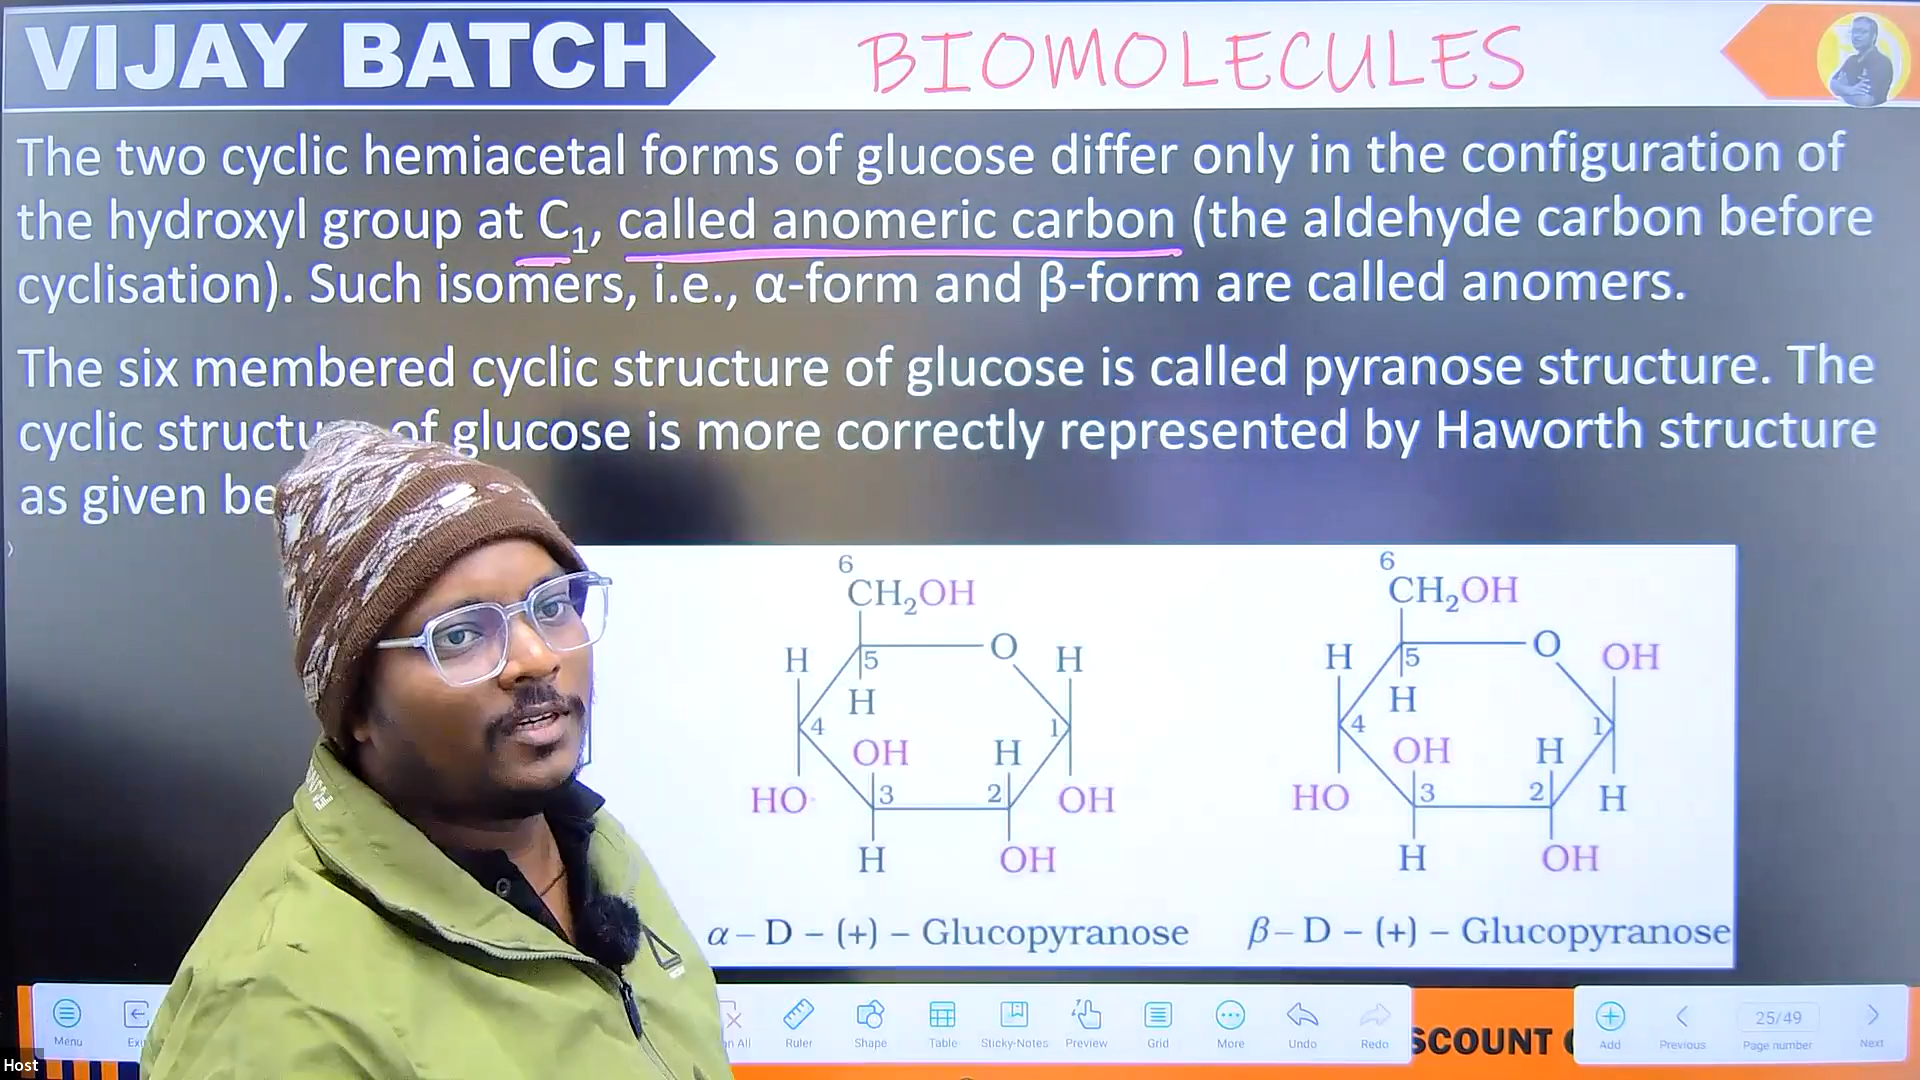 VIJAY BATCH
BIOMOLECULES
The two cyclic hemiacetal forms of glucose differ only in the configuration of
the hydroxyl group at C₁, called anomeric carbon (the aldehyde carbon before
cyclisation). Such isomers, i.e., α-form and β-form are called anomers.
The six membered cyclic structure of glucose is called pyranose structure. The
cyclic of glucose is more correctly represented by Haworth structure
as given
6
CH₂OH
H 5 O H
H
4 1
OH H
HO 3 2 OH
H OH
α – D – (+) – Glucopyranose
6
CH₂OH
H 5 O OH
H
4 1
OH H
HO 3 2 H
H OH
β – D – (+) – Glucopyranose
Menu
All Ruler Shape Table Sticky-Notes Preview Grid More Undo Redo
Add Previous 25/49 Page number Next
Host